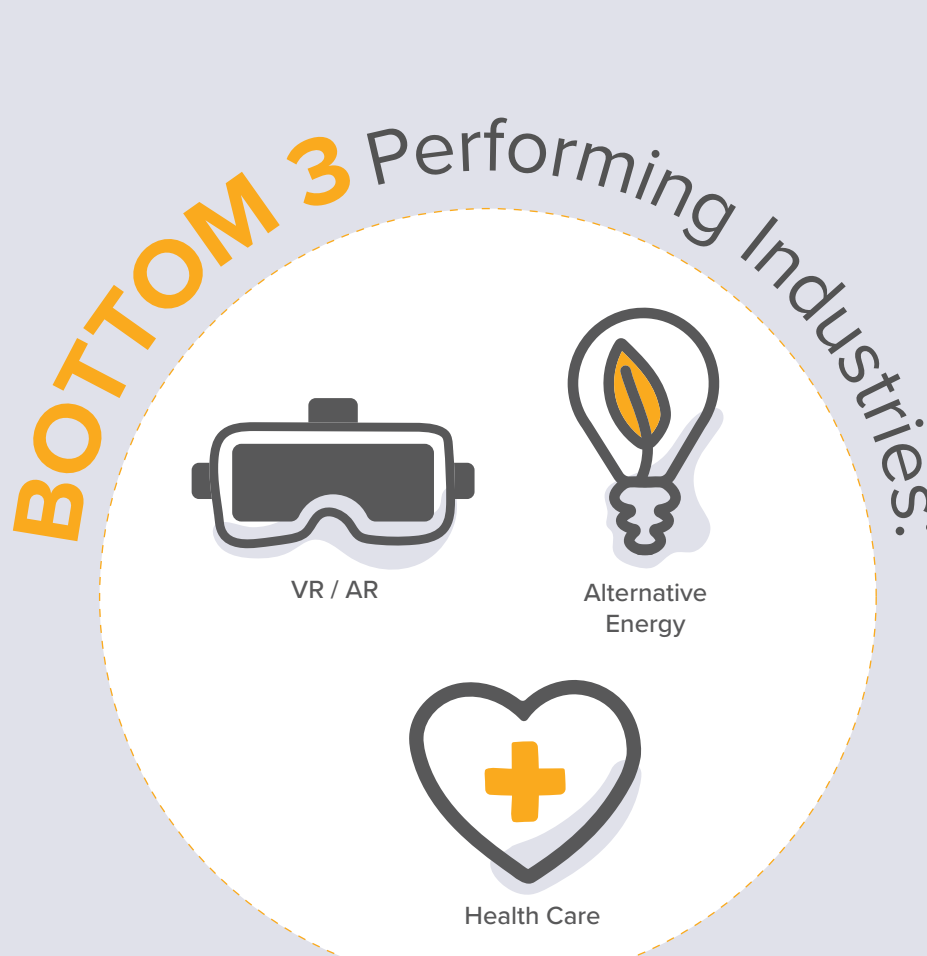 BOTTOM 3 Performing Industries:
VR / AR
Alternative
Energy
Health Care